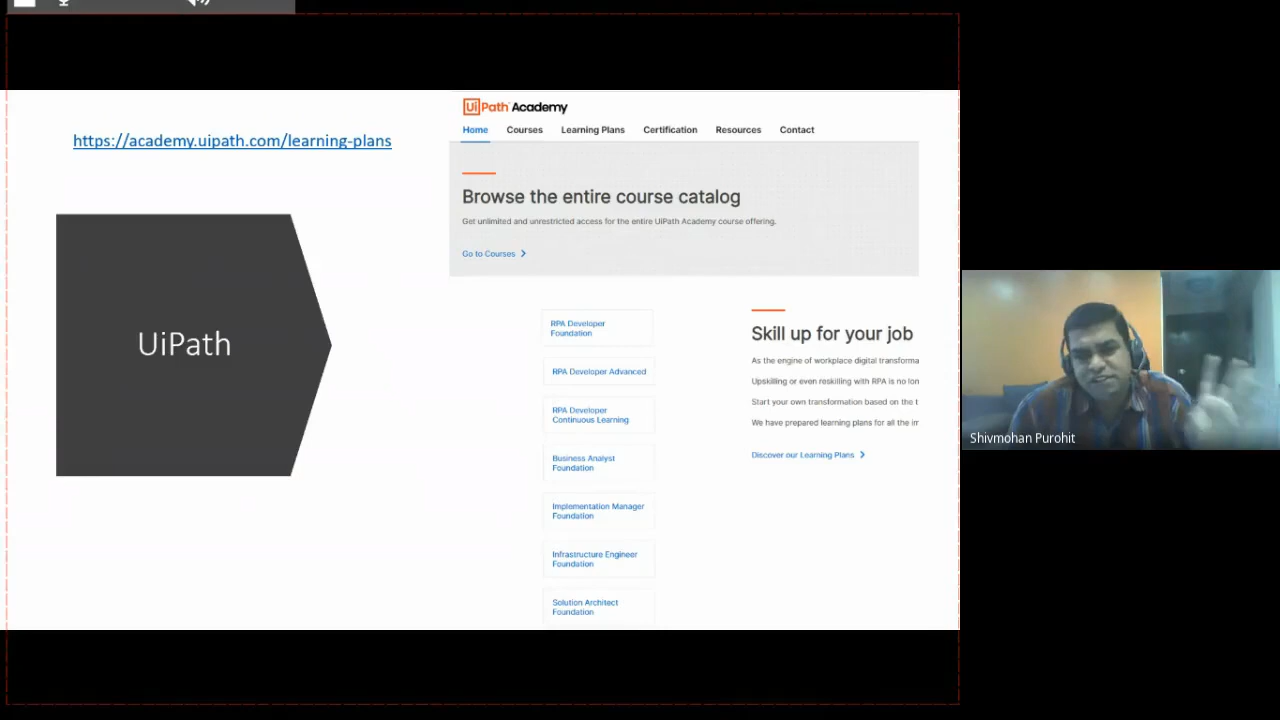 https://academy.uipath.com/learning-plans
UiPath
UiPath Academy
Home Courses Learning Plans Certification Resources Contact
Browse the entire course catalog
Get unlimited and unrestricted access for the entire UiPath Academy course offering.
Go to Courses
RPA Developer
Foundation
RPA Developer Advanced
RPA Developer
Continuous Learning
Business Analyst
Foundation
Implementation Manager
Foundation
Infrastructure Engineer
Foundation
Solution Architect
Foundation
Skill up for your job
As the engine of workplace digital transforma
Upskilling or even reskilling with RPA is no lon
Start your own transformation based on the t
We have prepared learning plans for all the im
Discover our Learning Plans
Shivmohan Purohit